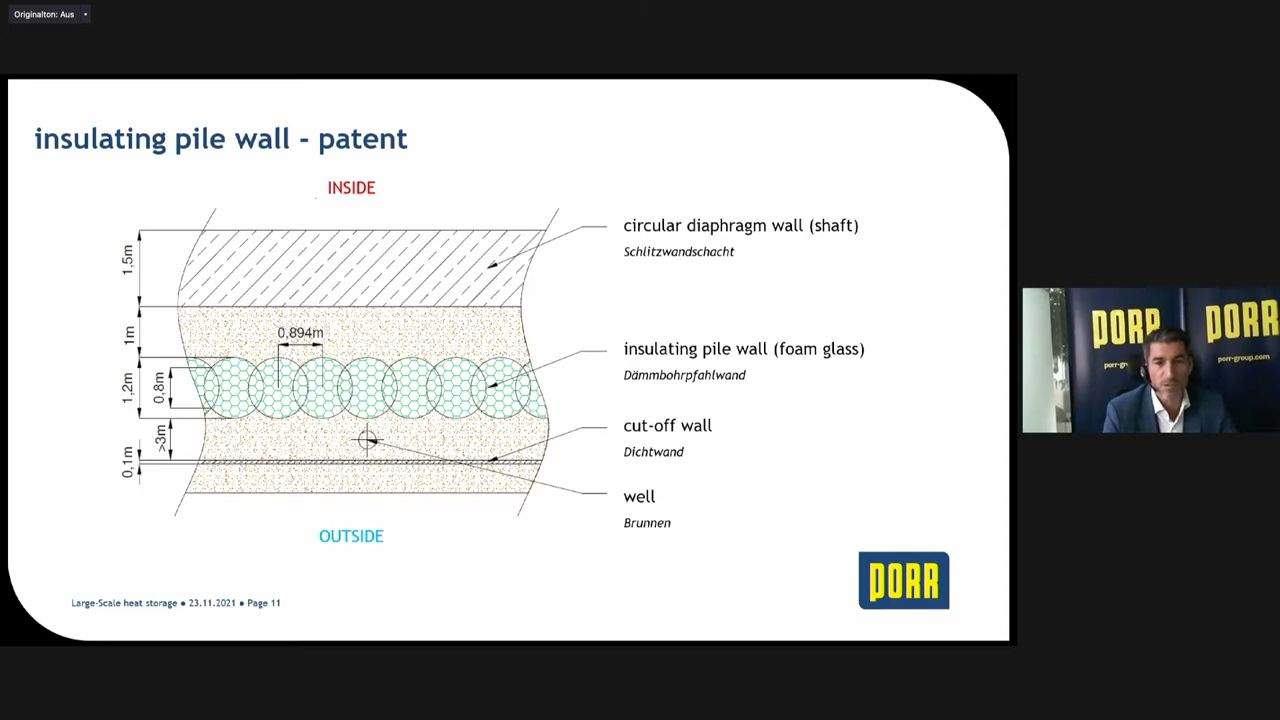 Originalton: Aus
insulating pile wall - patent
INSIDE
circular diaphragm wall (shaft)
Schlitzwandschacht
1,5m
1m
0,894m
insulating pile wall (foam glass)
Dämmbohrpfahlwand
1,2m
0,8m
cut-off wall
Dichtwand
>3m
0,1m
well
Brunnen
OUTSIDE
PORR
Large-Scale heat storage ● 23.11.2021 ● Page 11
PORR
PORR
porr-gr
porr-group.com